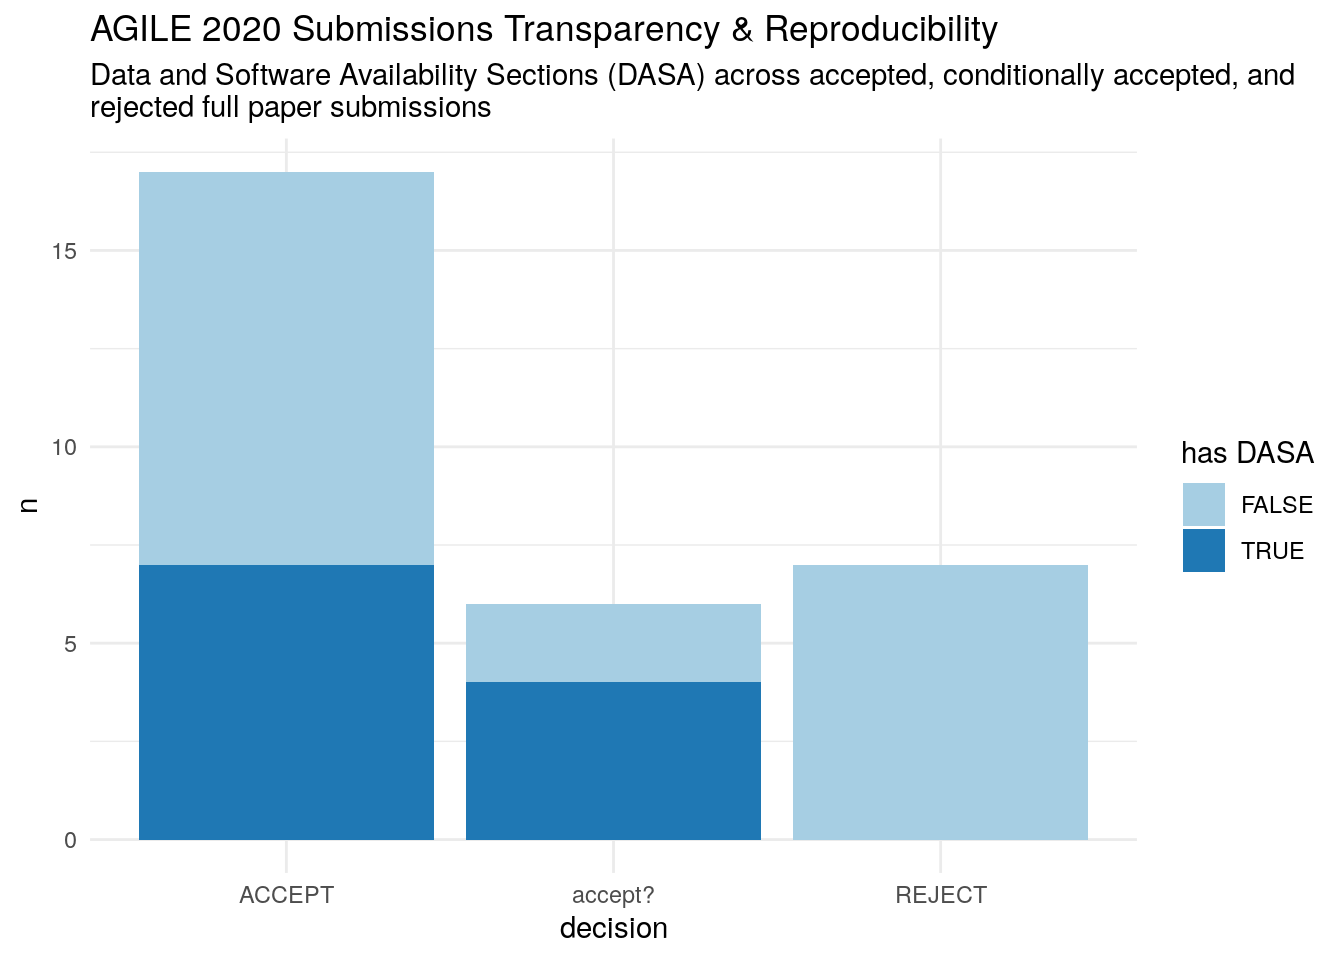 AGILE 2020 Submissions Transparency & Reproducibility
Data and Software Availability Sections (DASA) across accepted, conditionally accepted, and
rejected full paper submissions
15
10
5
0
n
ACCEPT
accept?
REJECT
decision
has DASA
FALSE
TRUE